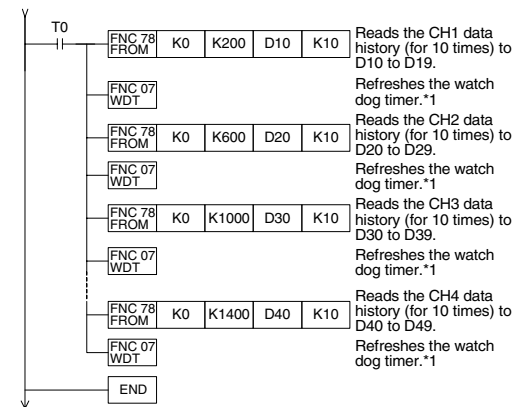 T0
FNC 78 FROM K0 K200 D10 K10 Reads the CH1 data
history (for 10 times) to
D10 to D19.
FNC 07 WDT Refreshes the watch
dog timer.*1
FNC 78 FROM K0 K600 D20 K10 Reads the CH2 data
history (for 10 times) to
D20 to D29.
FNC 07 WDT Refreshes the watch
dog timer.*1
FNC 78 FROM K0 K1000 D30 K10 Reads the CH3 data
history (for 10 times) to
D30 to D39.
FNC 07 WDT Refreshes the watch
dog timer.*1
FNC 78 FROM K0 K1400 D40 K10 Reads the CH4 data
history (for 10 times) to
D40 to D49.
FNC 07 WDT Refreshes the watch
dog timer.*1
END